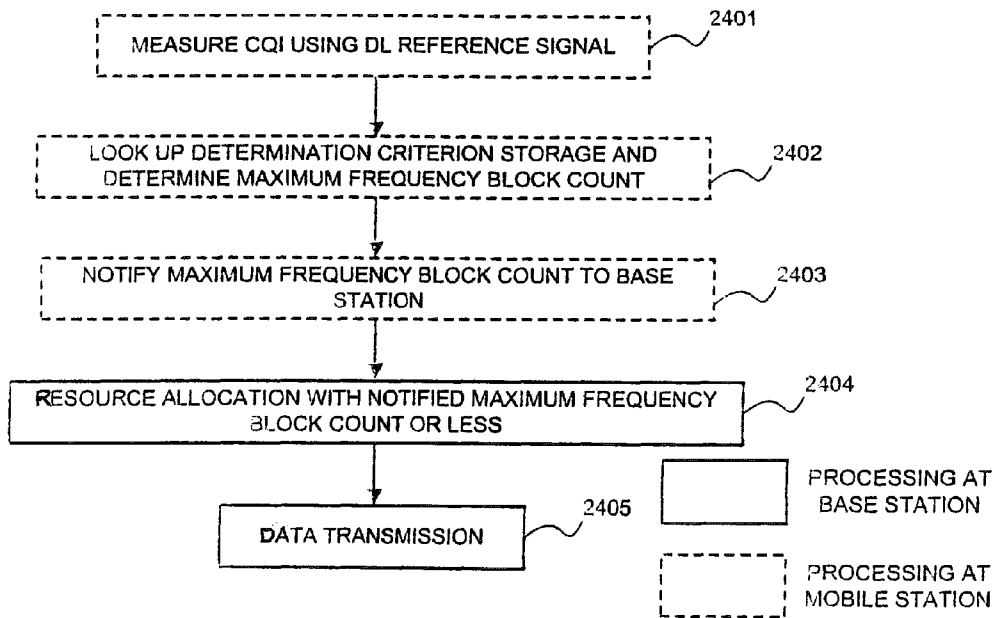 2401
MEASURE CQI USING DL REFERENCE SIGNAL
2402
LOOK UP DETERMINATION CRITERION STORAGE AND
DETERMINE MAXIMUM FREQUENCY BLOCK COUNT
2403
NOTIFY MAXIMUM FREQUENCY BLOCK COUNT TO BASE
STATION
2404
RESOURCE ALLOCATION WITH NOTIFIED MAXIMUM FREQUENCY
BLOCK COUNT OR LESS
2405
DATA TRANSMISSION
PROCESSING AT
BASE STATION
PROCESSING AT
MOBILE STATION